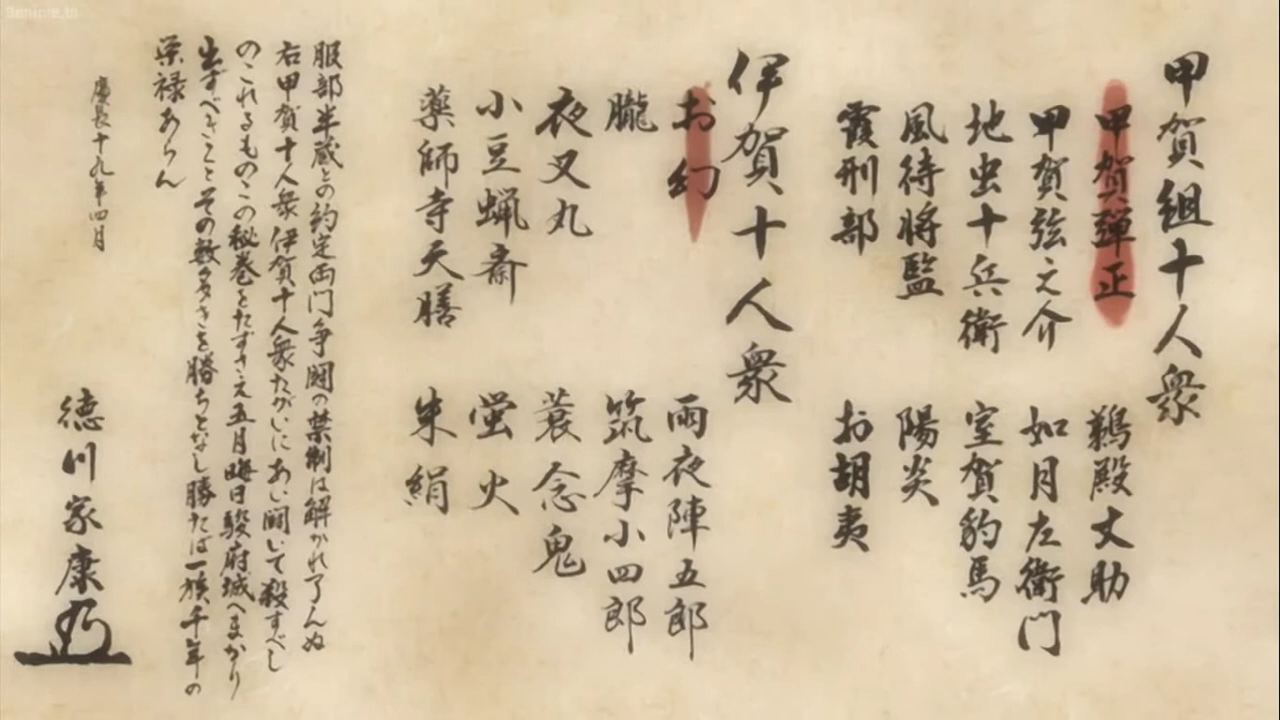 甲賀組十人衆
甲賀弾正
甲賀弦之介
地虫十兵衛
風待将監
霞刑部
鵜殿丈助
如月左衛門
室賀豹馬
陽炎
お胡夷
伊賀十人衆
お幻
朧
夜叉丸
小豆蝋斎
薬師寺天膳
雨夜陣五郎
筑摩小四郎
蓑念鬼
蛍火
朱絹
服部半蔵との約定両門争闘の禁制は解かれ了んぬ
右甲賀十人衆伊賀十人衆たがいにあい闘いて殺すべし
のこれるものこの秘巻をたずさえ五月晦日駿府城へまかり
出ずべきことその数多きを勝ちとなし勝たば一族千年の
栄禄あらん
慶長十九年四月
徳川家康